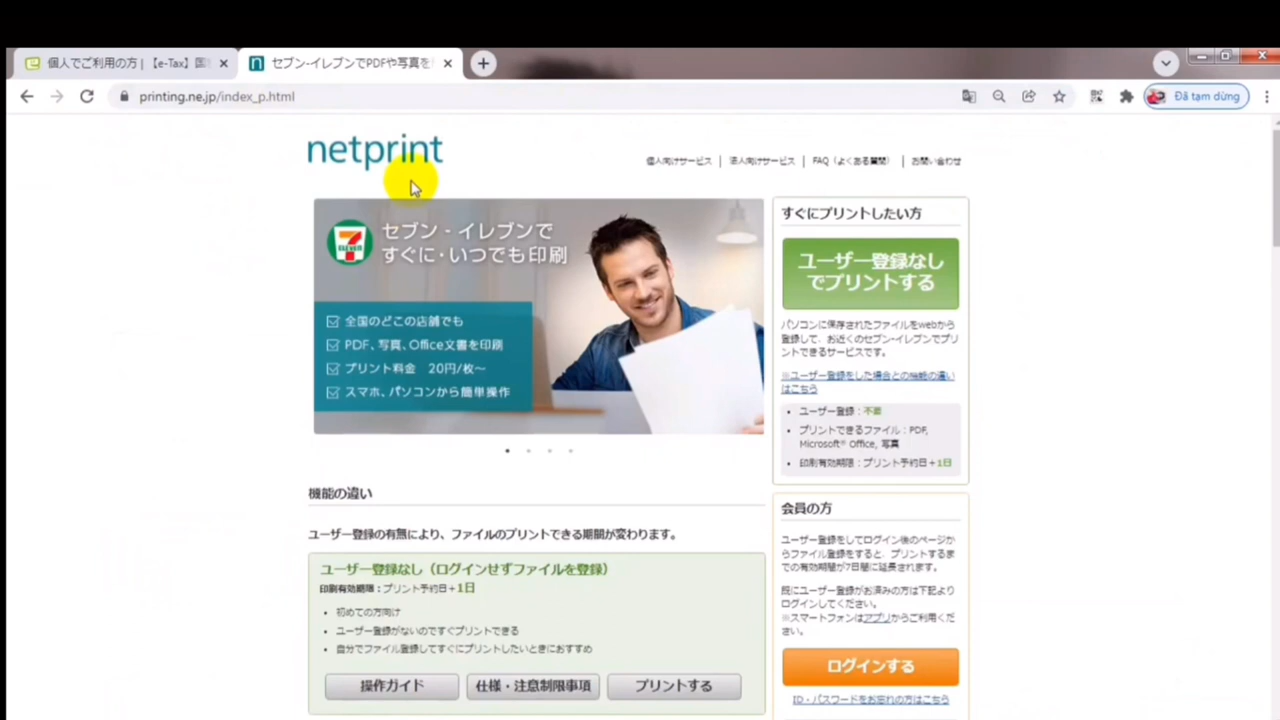 個人でご利用の方 | 【e-Tax】国
セブン-イレブンでPDFや写真を
printing.ne.jp/index_p.html
Đã tạm dừng
netprint
個人向けサービス | 法人向けサービス | FAQ（よくある質問） | お問い合わせ
7 ELEVEn
セブン‐イレブンで
すぐに･いつでも印刷
全国のどこの店舗でも
PDF、写真、Office文書を印刷
プリント料金 20円/枚～
スマホ、パソコンから簡単操作
すぐにプリントしたい方
ユーザー登録なし
でプリントする
パソコンに保存されたファイルをwebから
登録して、お近くのセブン-イレブンでプリ
ントできるサービスです。
※ユーザー登録をした場合との機能の違い
はこちら
・ ユーザー登録：不要
・ プリントできるファイル：PDF,
Microsoft® Office, 写真
・ 印刷有効期限：プリント予約日＋1日
機能の違い
ユーザー登録の有無により、ファイルのプリントできる期間が変わります。
ユーザー登録なし（ログインせずファイルを登録）
印刷有効期限：プリント予約日＋1日
・ 初めての方向け
・ ユーザー登録がないのですぐプリントできる
・ 自分でファイル登録してすぐにプリントしたいときにおすすめ
操作ガイド 仕様・注意制限事項 プリントする
会員の方
ユーザー登録をしてログイン後のページか
らファイル登録をすると、プリントするま
での有効期間が7日間に延長されます。
既にユーザー登録がお済みの方は下記より
ログインしてください。
※スマートフォンはアプリからご利用くだ
さい。
ログインする
ID・パスワードをお忘れの方はこちら